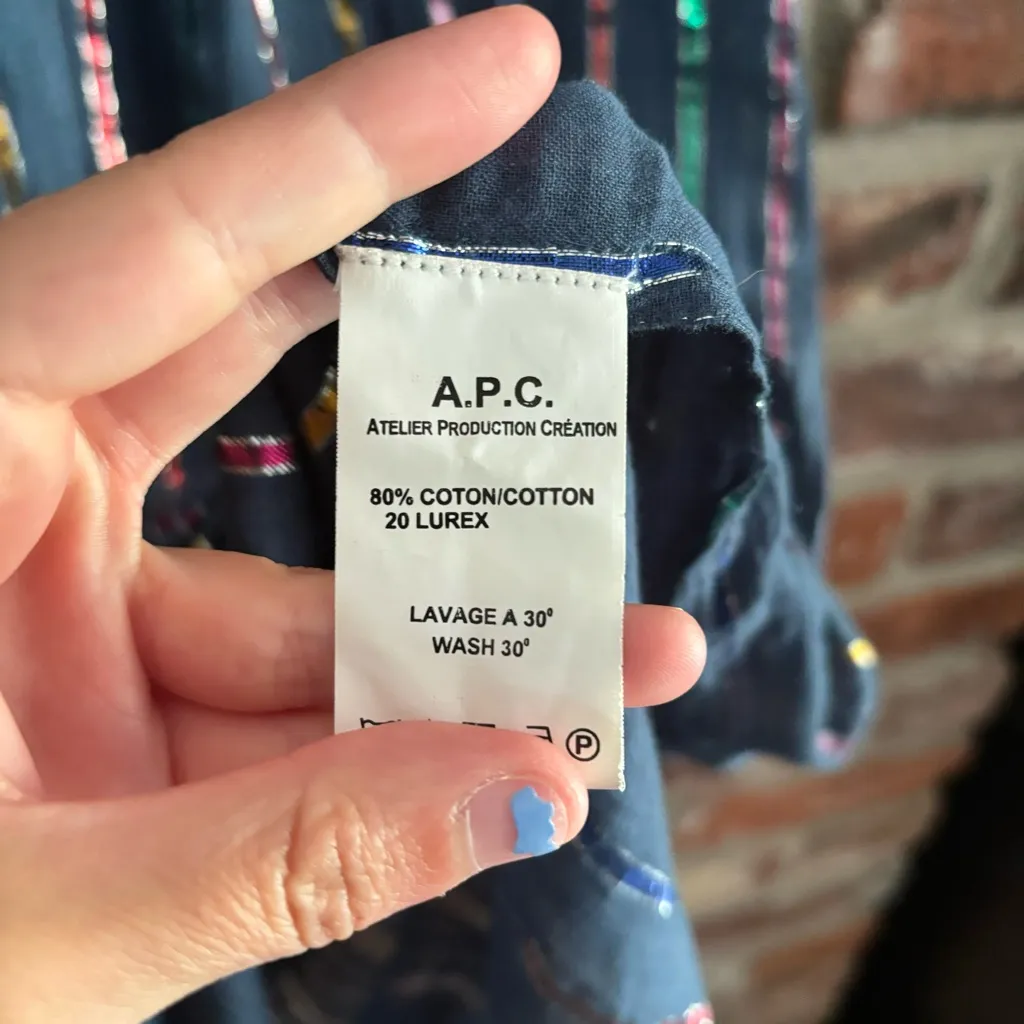 A.P.C.
ATELIER PRODUCTION CRÉATION
80% COTON/COTTON
20 LUREX
LAVAGE A 30°
WASH 30°
P